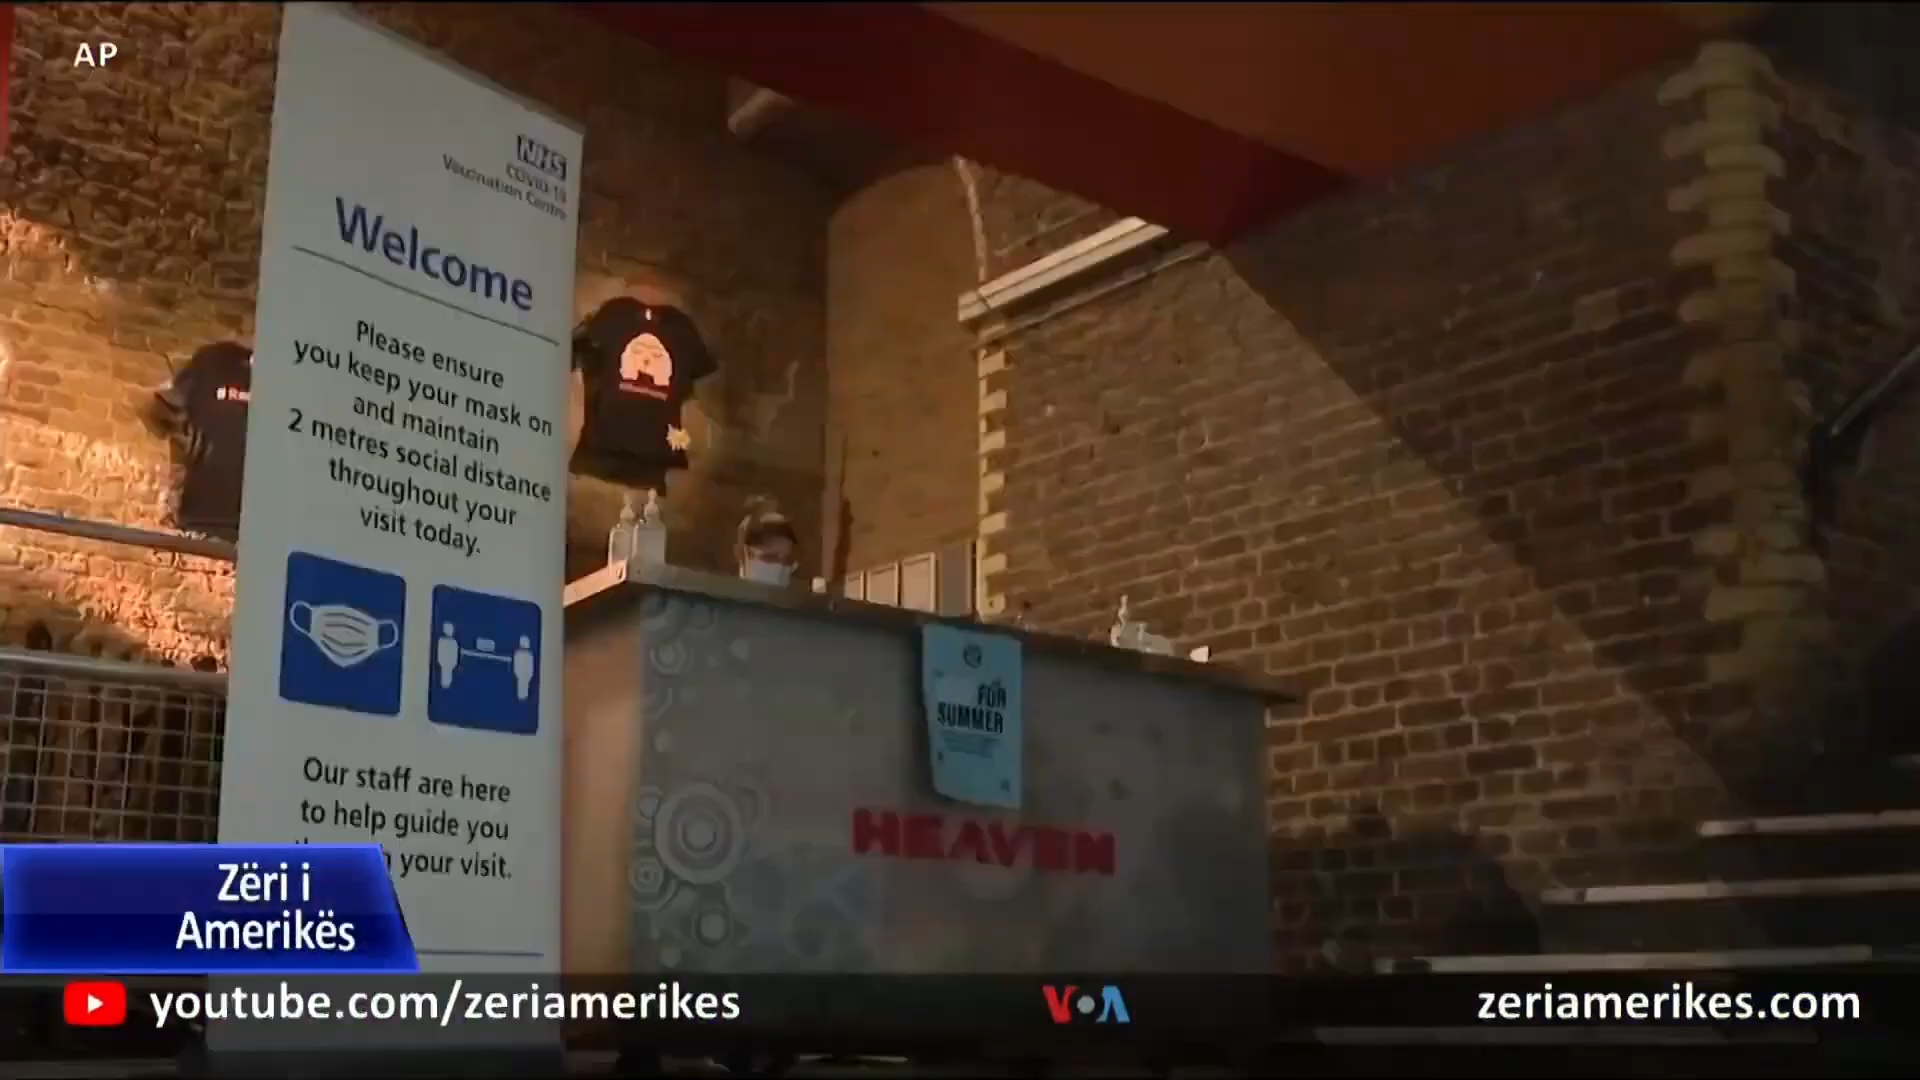 AP
NHS
COVID-19
Vaccination Centre
Welcome
Please ensure
you keep your mask on
and maintain
2 metres social distance
throughout your
visit today.
Our staff are here
to help guide you
your visit.
FOR
SUMMER
HEAVEN
Zëri i
Amerikës
youtube.com/zeriamerikes
VOA
zeriamerikes.com